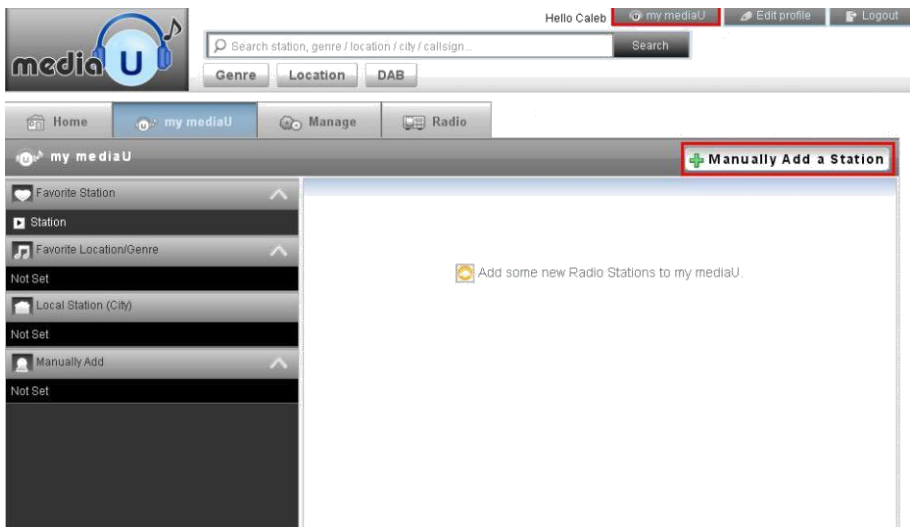 Hello Caleb
my mediaU
Edit profile
Logout
media U
Search station, genre / location / city / callsign...
Search
Genre
Location
DAB
Home
my mediaU
Manage
Radio
my mediaU
Manually Add a Station
Favorite Station
Station
Favorite Location/Genre
Not Set
Local Station (City)
Not Set
Manually Add
Not Set
Add some new Radio Stations to my mediaU.